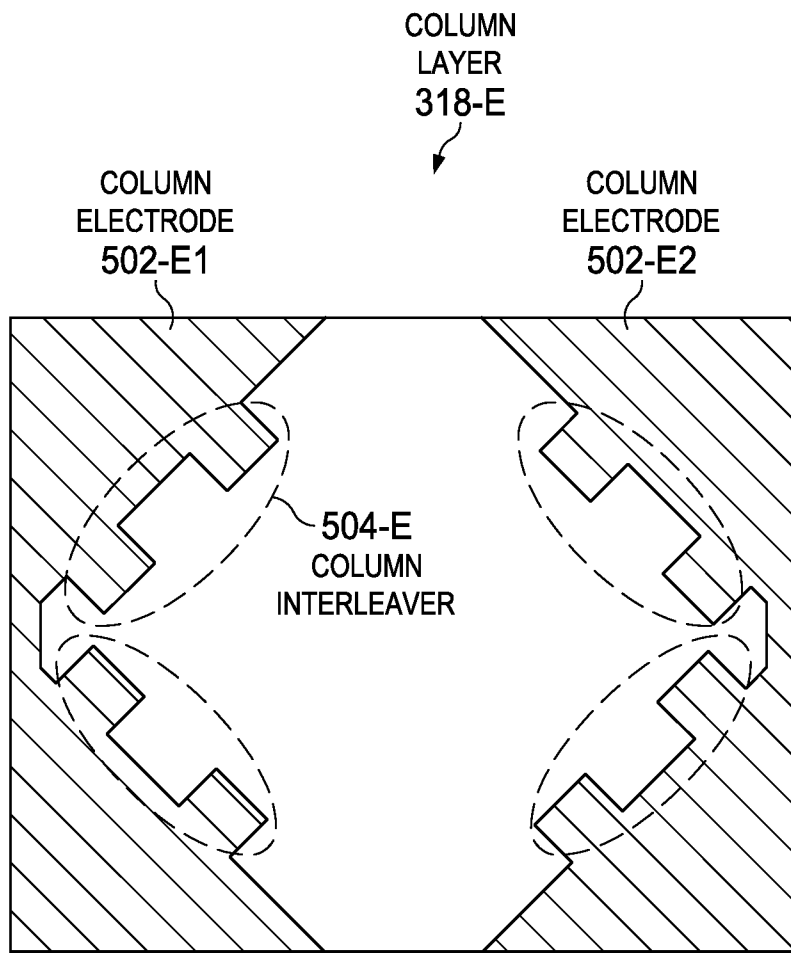 COLUMN
LAYER
318-E
COLUMN
ELECTRODE
502-E1
COLUMN
ELECTRODE
502-E2
504-E
COLUMN
INTERLEAVER